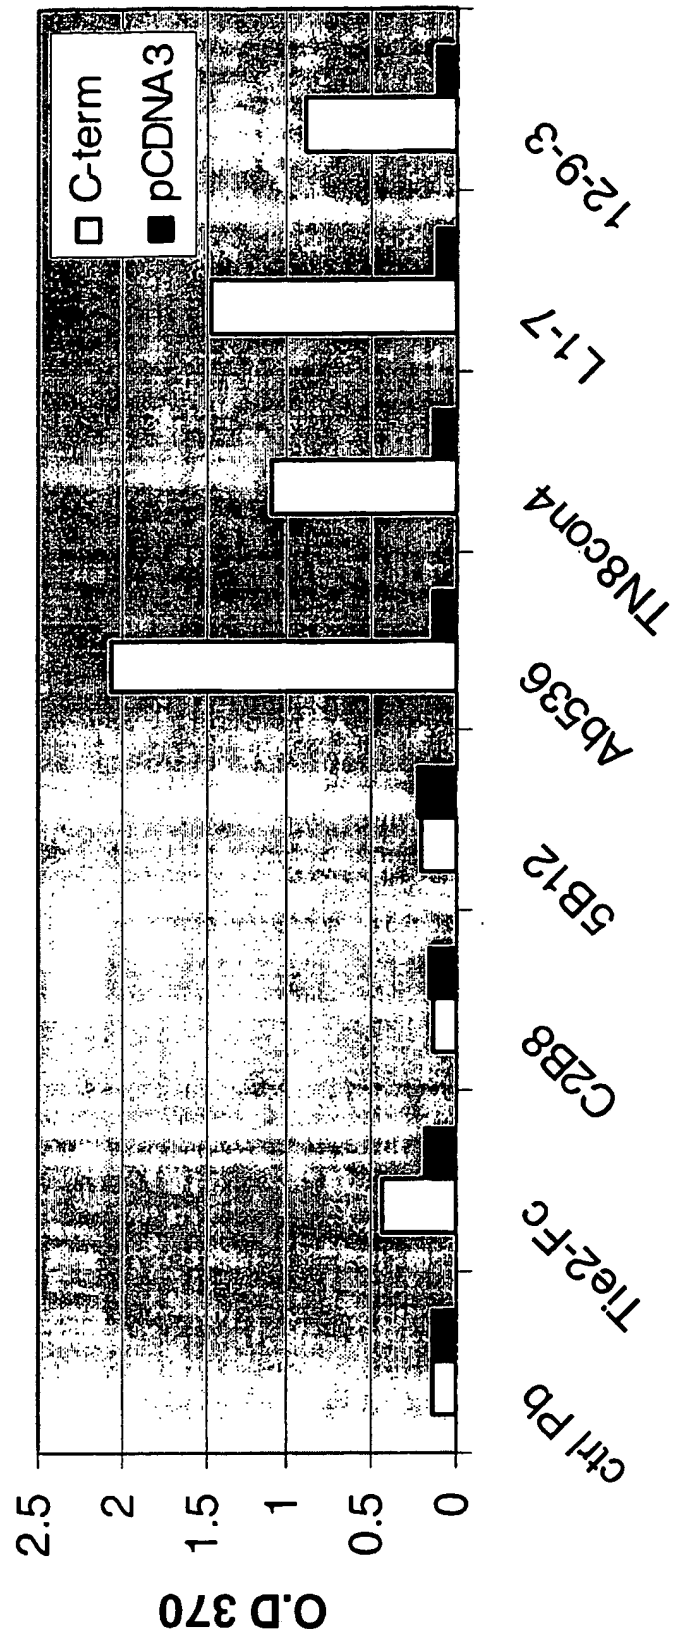 O.D 370
2.5
2
1.5
1
0.5
0
C-term
pCDNA3
ctrl Pb
Tie2-Fc
C2B8
5B12
Ab536
TN8con4
L1-7
12-9-3